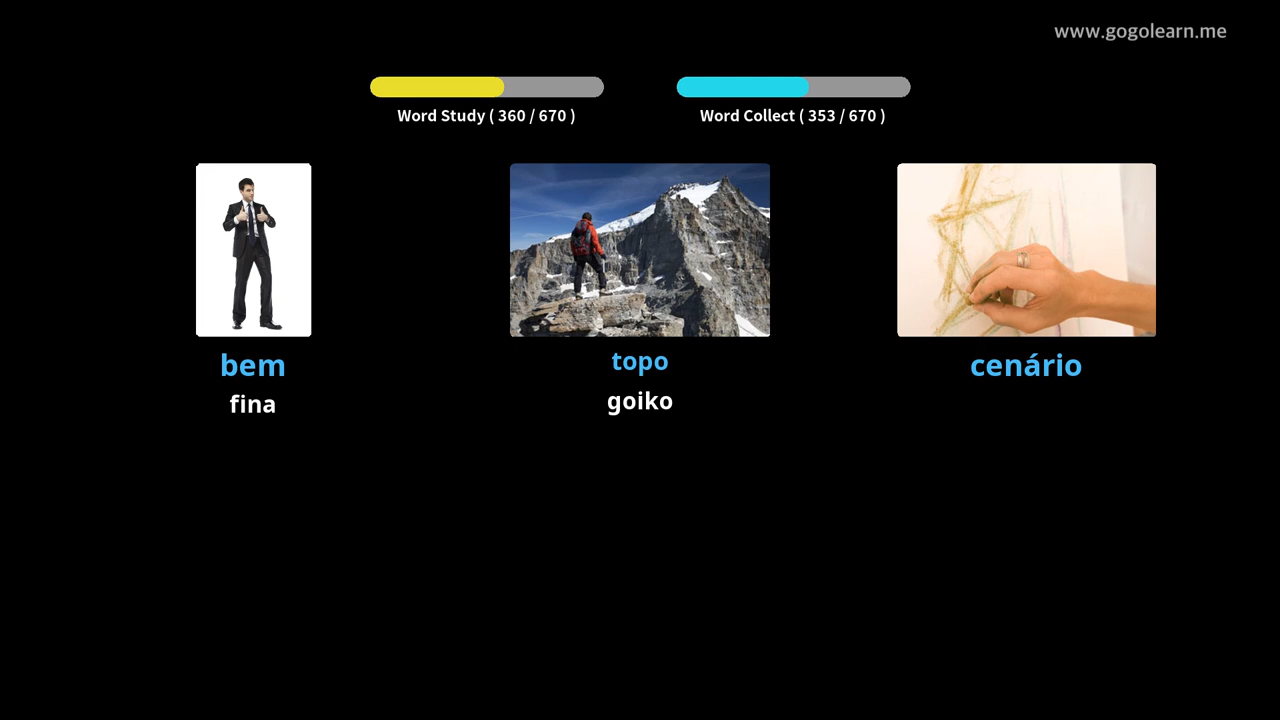 www.gogolearn.me
Word Study ( 360 / 670 )
Word Collect ( 353 / 670 )
bem
fina
topo
goiko
cenário